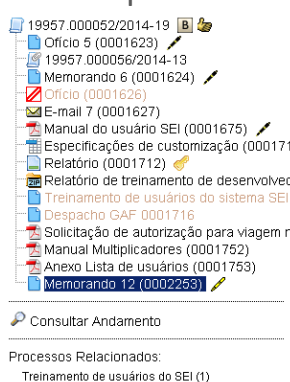 19957.000052/2014-19 B
Ofício 5 (0001623)
19957.000056/2014-13
Memorando 6 (0001624)
Ofício (0001626)
E-mail 7 (0001627)
Manual do usuário SEI (0001675)
Especificações de customização (000171
Relatório (0001712)
ZIP Relatório de treinamento de desenvolved
Treinamento de usuários do sistema SEI
Despacho GAF 0001716
Solicitação de autorização para viagem n
Manual Multiplicadores (0001752)
Anexo Lista de usuários (0001753)
Memorando 12 (0002253)
Consultar Andamento
Processos Relacionados:
Treinamento de usuários do SEI (1)